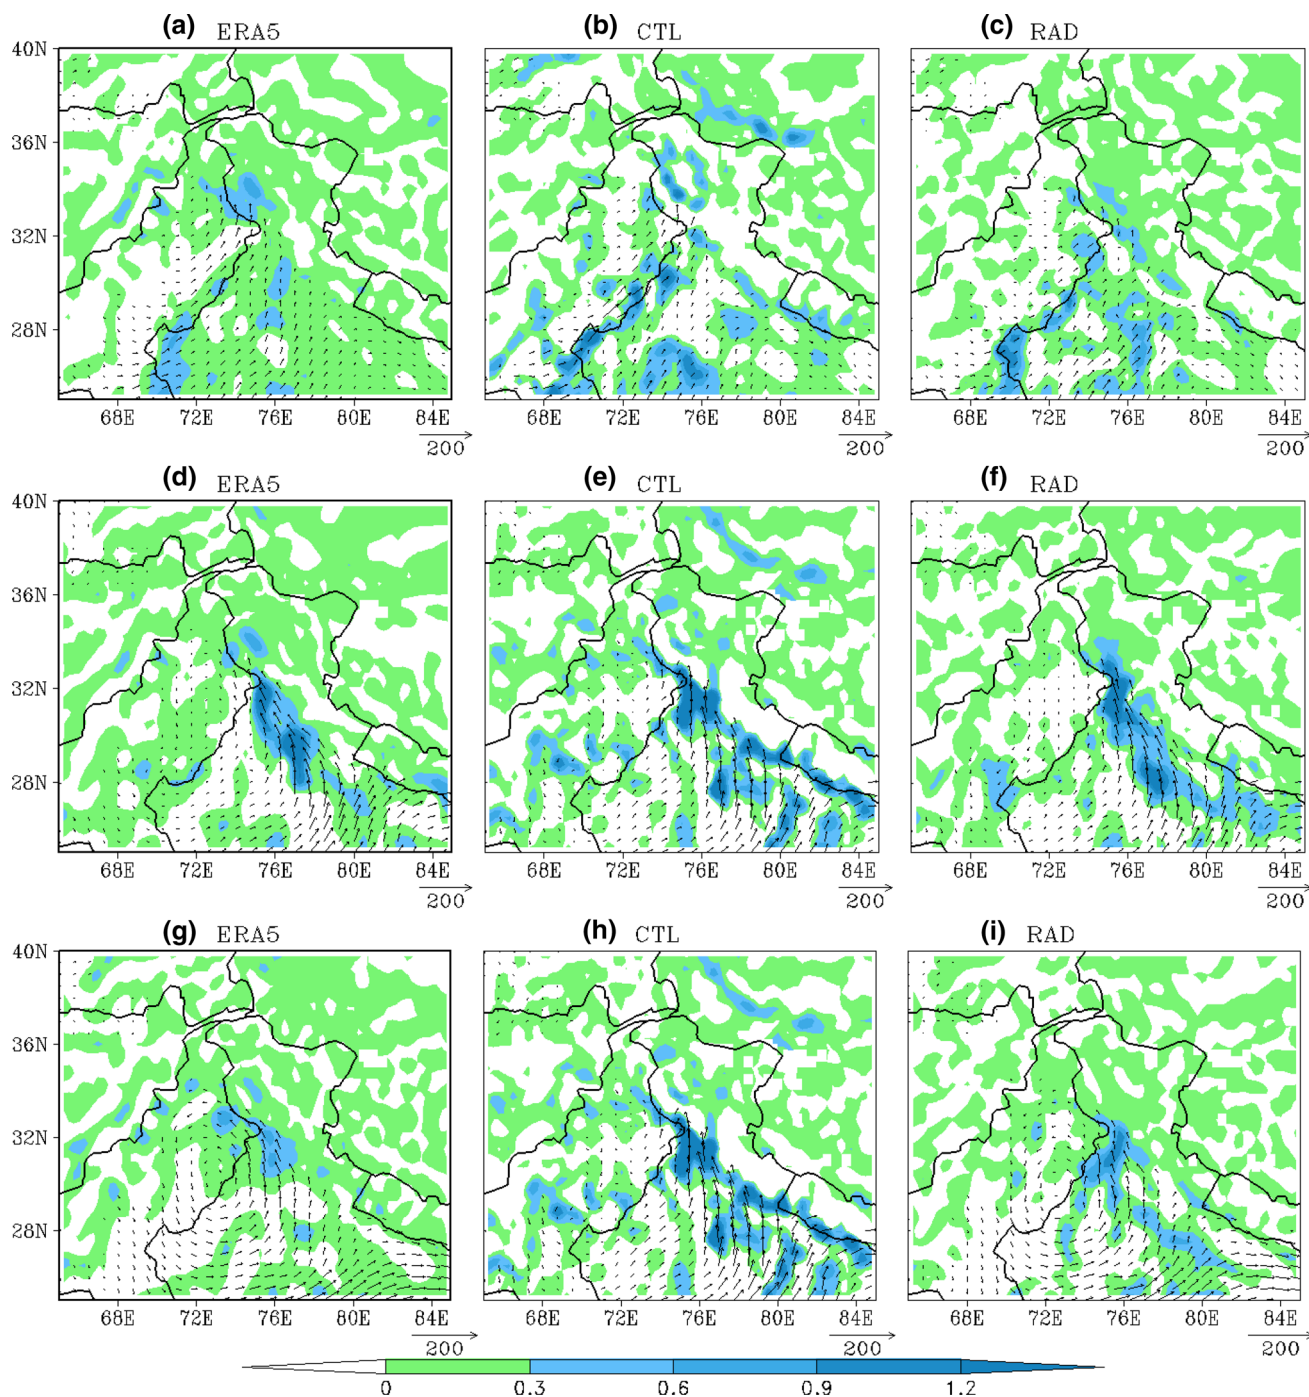 (a) ERA5 (b) CTL (c) RAD
40N
36N
32N
28N
68E 72E 76E 80E 84E 68E 72E 76E 80E 84E 68E 72E 76E 80E 84E
200 200 200
(d) ERA5 (e) CTL (f) RAD
40N
36N
32N
28N
68E 72E 76E 80E 84E 68E 72E 76E 80E 84E 68E 72E 76E 80E 84E
200 200 200
(g) ERA5 (h) CTL (i) RAD
40N
36N
32N
28N
68E 72E 76E 80E 84E 68E 72E 76E 80E 84E 68E 72E 76E 80E 84E
200 200 200
0 0.3 0.6 0.9 1.2